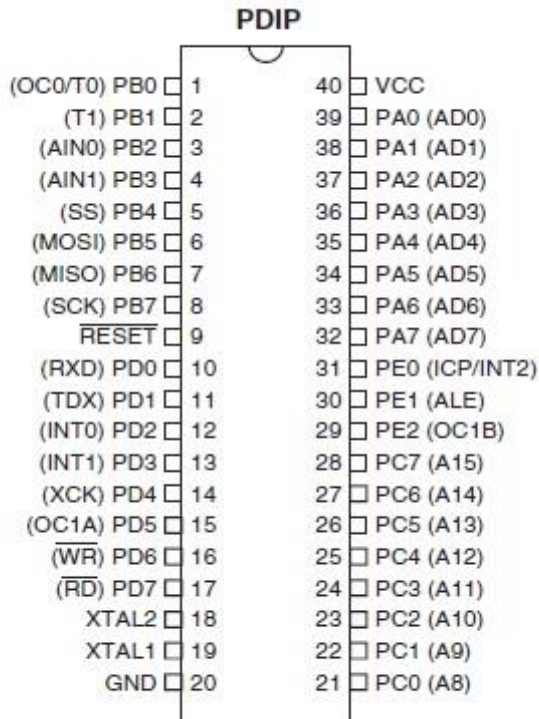 PDIP
(OC0/T0) PB0 1 40 VCC
(T1) PB1 2 39 PA0 (AD0)
(AIN0) PB2 3 38 PA1 (AD1)
(AIN1) PB3 4 37 PA2 (AD2)
(SS) PB4 5 36 PA3 (AD3)
(MOSI) PB5 6 35 PA4 (AD4)
(MISO) PB6 7 34 PA5 (AD5)
(SCK) PB7 8 33 PA6 (AD6)
RESET 9 32 PA7 (AD7)
(RXD) PD0 10 31 PE0 (ICP/INT2)
(TDX) PD1 11 30 PE1 (ALE)
(INT0) PD2 12 29 PE2 (OC1B)
(INT1) PD3 13 28 PC7 (A15)
(XCK) PD4 14 27 PC6 (A14)
(OC1A) PD5 15 26 PC5 (A13)
(WR) PD6 16 25 PC4 (A12)
(RD) PD7 17 24 PC3 (A11)
XTAL2 18 23 PC2 (A10)
XTAL1 19 22 PC1 (A9)
GND 20 21 PC0 (A8)